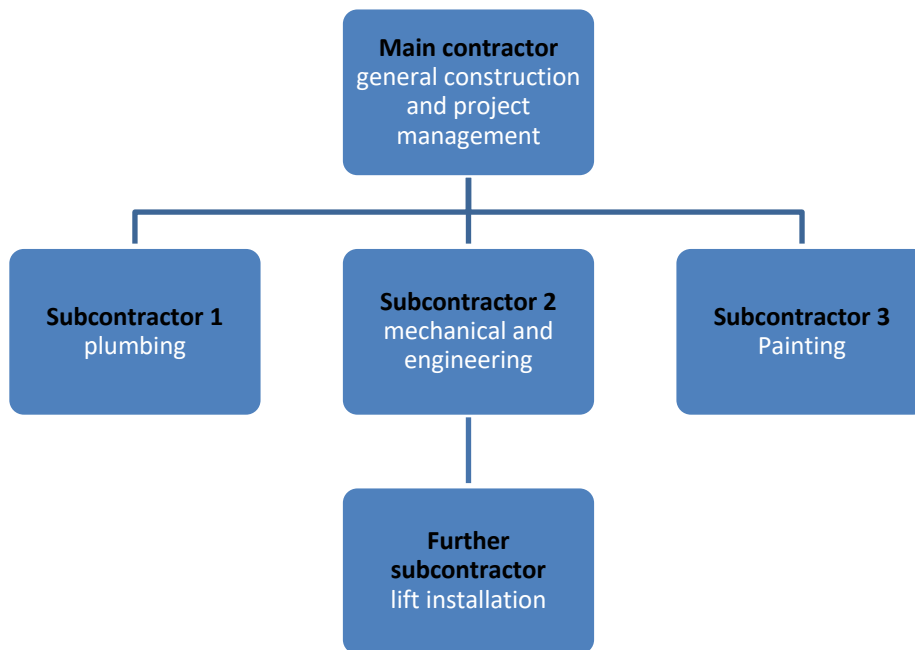 Main contractor
general construction
and project
management
Subcontractor 1
plumbing
Subcontractor 2
mechanical and
engineering
Subcontractor 3
Painting
Further
subcontractor
lift installation